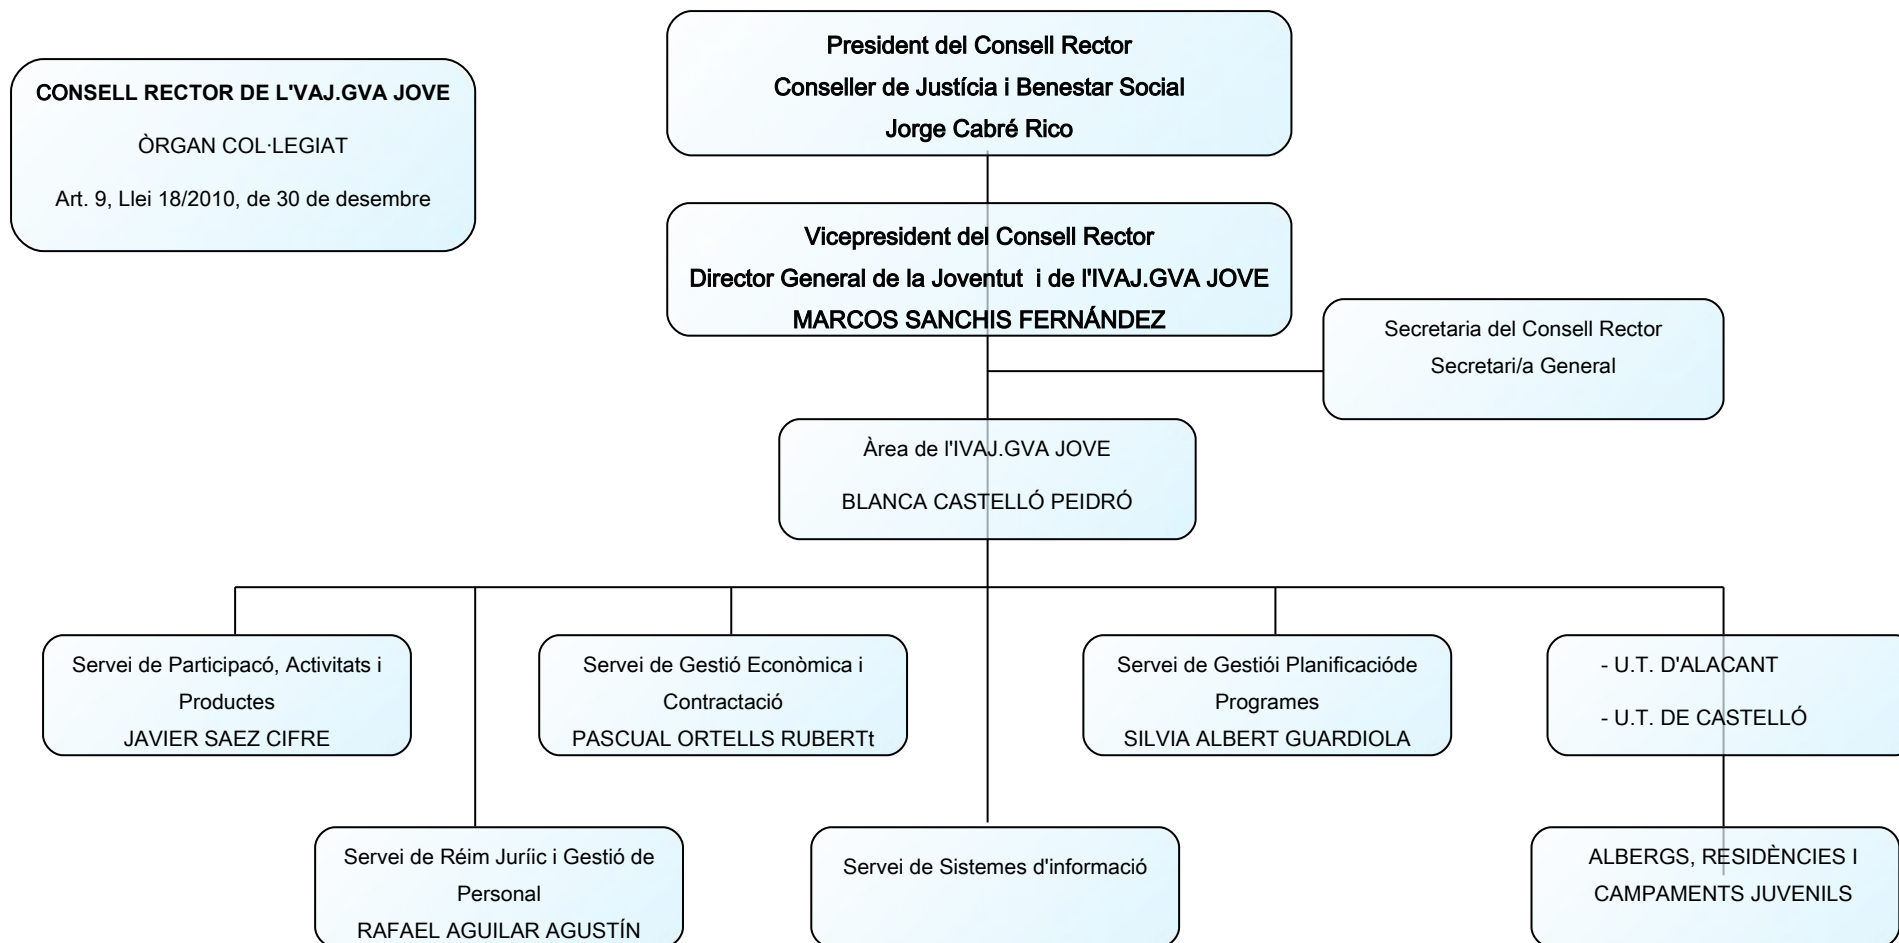 CONSELL RECTOR DE L'VAJ.GVA JOVE
ÒRGAN COL·LEGIAT
Art. 9, Llei 18/2010, de 30 de desembre
President del Consell Rector
Conseller de Justícia i Benestar Social
Jorge Cabré Rico
Vicepresident del Consell Rector
Director General de la Joventut  i de l'IVAJ.GVA JOVE
MARCOS SANCHIS FERNÁNDEZ
Secretaria del Consell Rector
Secretari/a General
Àrea de l'IVAJ.GVA JOVE
BLANCA CASTELLÓ PEIDRÓ
Servei de Participacó, Activitats i
Productes
JAVIER SAEZ CIFRE
Servei de Gestió Econòmica i
Contractació
PASCUAL ORTELLS RUBERTt
Servei de Gestiói Planificacióde
Programes
SILVIA ALBERT GUARDIOLA
- U.T. D'ALACANT
- U.T. DE CASTELLÓ
Servei de Réim Juríic i Gestió de
Personal
RAFAEL AGUILAR AGUSTÍN
Servei de Sistemes d'informació
ALBERGS, RESIDÈNCIES I
CAMPAMENTS JUVENILS